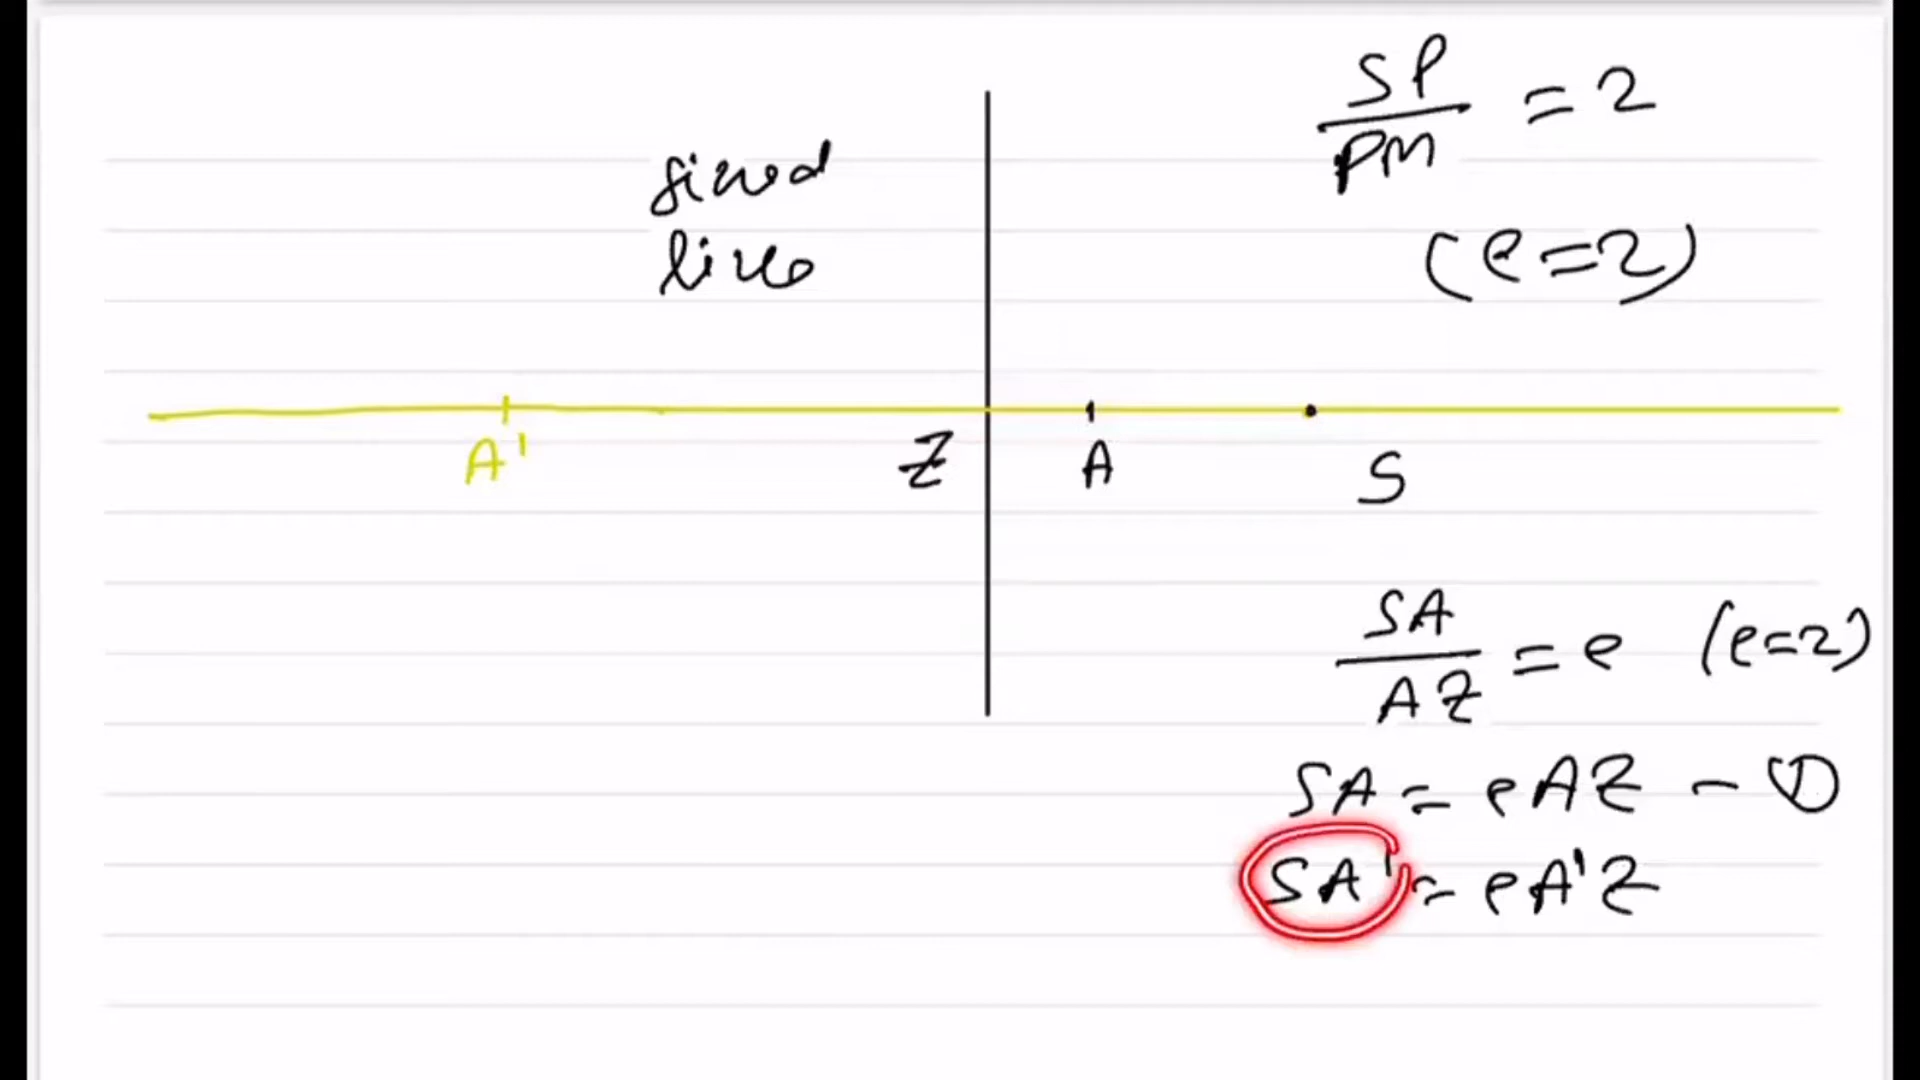 SP/PM = 2
fixed
line
(e=2)
A' Z A S
SA/AZ = e (e=2)
SA = eAZ - ①
SA' = eA'Z